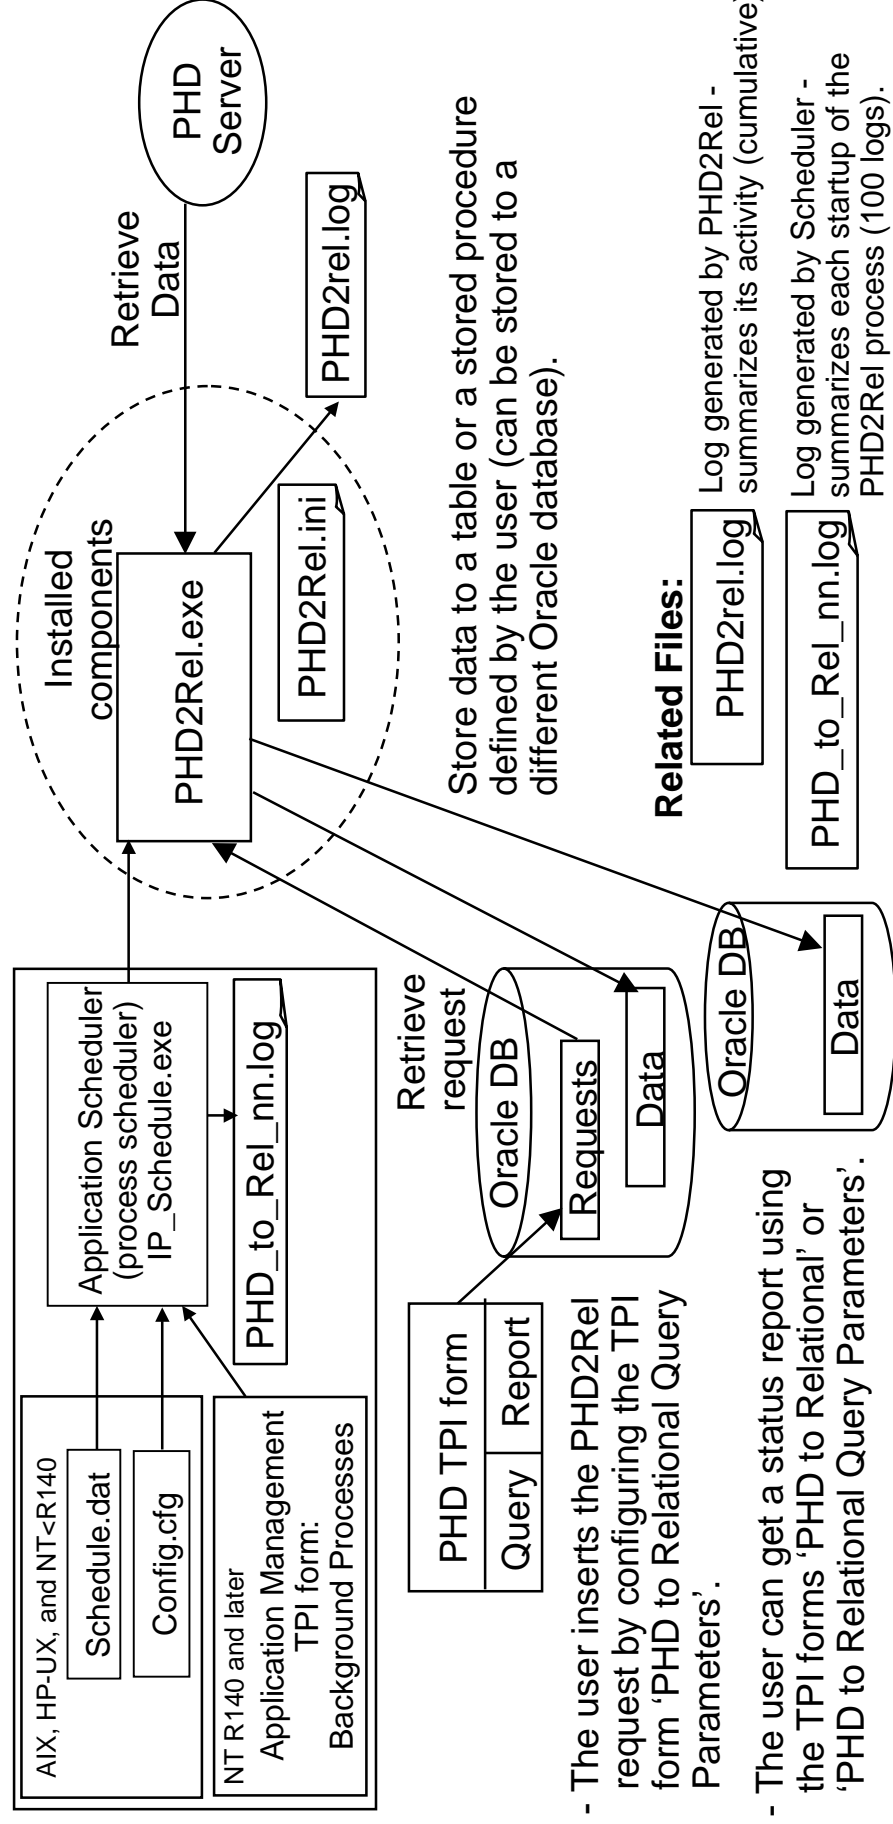 AIX, HP-UX, and NT<R140
Schedule.dat
Config.cfg
NT R140 and later
Application Management
TPI form:
Background Processes
Application Scheduler
(process scheduler)
IP_Schedule.exe
PHD_to_Rel_nn.log
Installed
components
PHD2Rel.exe
PHD2Rel.ini
Retrieve
Data
PHD
Server
PHD2rel.log
PHD TPI form
Query
Report
Retrieve
request
Oracle DB
Requests
Data
Store data to a table or a stored procedure
defined by the user (can be stored to a
different Oracle database).
Oracle DB
Data
- The user inserts the PHD2Rel
request by configuring the TPI
form ‘PHD to Relational Query
Parameters’.
- The user can get a status report using
the TPI forms ‘PHD to Relational’ or
‘PHD to Relational Query Parameters’.
Related Files:
PHD2rel.log
Log generated by PHD2Rel -
summarizes its activity (cumulative)
PHD_to_Rel_nn.log
Log generated by Scheduler -
summarizes each startup of the
PHD2Rel process (100 logs).